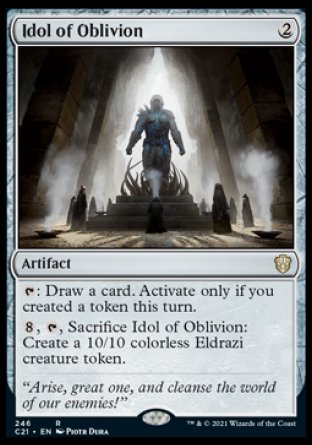 Idol of Oblivion 2
Artifact
: Draw a card. Activate only if you
created a token this turn.
8, , Sacrifice Idol of Oblivion:
Create a 10/10 colorless Eldrazi
creature token.
“Arise, great one, and cleanse the world
of our enemies!”
246 R
C21 • EN Piotr Dura ™ & © 2021 Wizards of the Coast